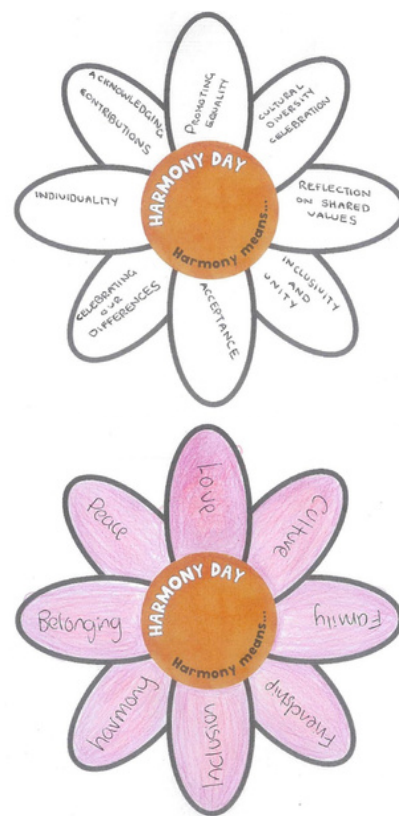 PROMOTING
EQUALITY
CULTURAL
DIVERSITY
CELEBRATION
REFLECTION
ON SHARED
VALUES
INCLUSIVITY
AND
UNITY
ACCEPTANCE
CELEBRATING
OUR
DIFFERENCES
INDIVIDUALITY
ACKNOWLEDGING
CONTRIBUTIONS
HARMONY DAY
Harmony means...
Love
Culture
Family
Friendship
Inclusion
harmony
Belonging
Peace
HARMONY DAY
Harmony means...